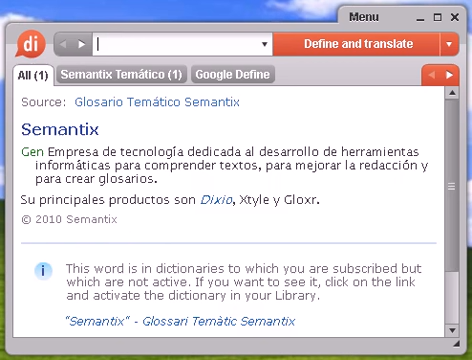 Menu
di
Define and translate
All (1) Semantix Temático (1) Google Define
Source: Glosario Temático Semantix
Semantix
Gen Empresa de tecnología dedicada al desarrollo de herramientas
informáticas para comprender textos, para mejorar la redacción y
para crear glosarios.
Su principales productos son Dixio, Xtyle y Gloxr.
© 2010 Semantix
i
This word is in dictionaries to which you are subscribed but
which are not active. If you want to see it, click on the link
and activate the dictionary in your Library.
"Semantix" - Glossari Temàtic Semantix